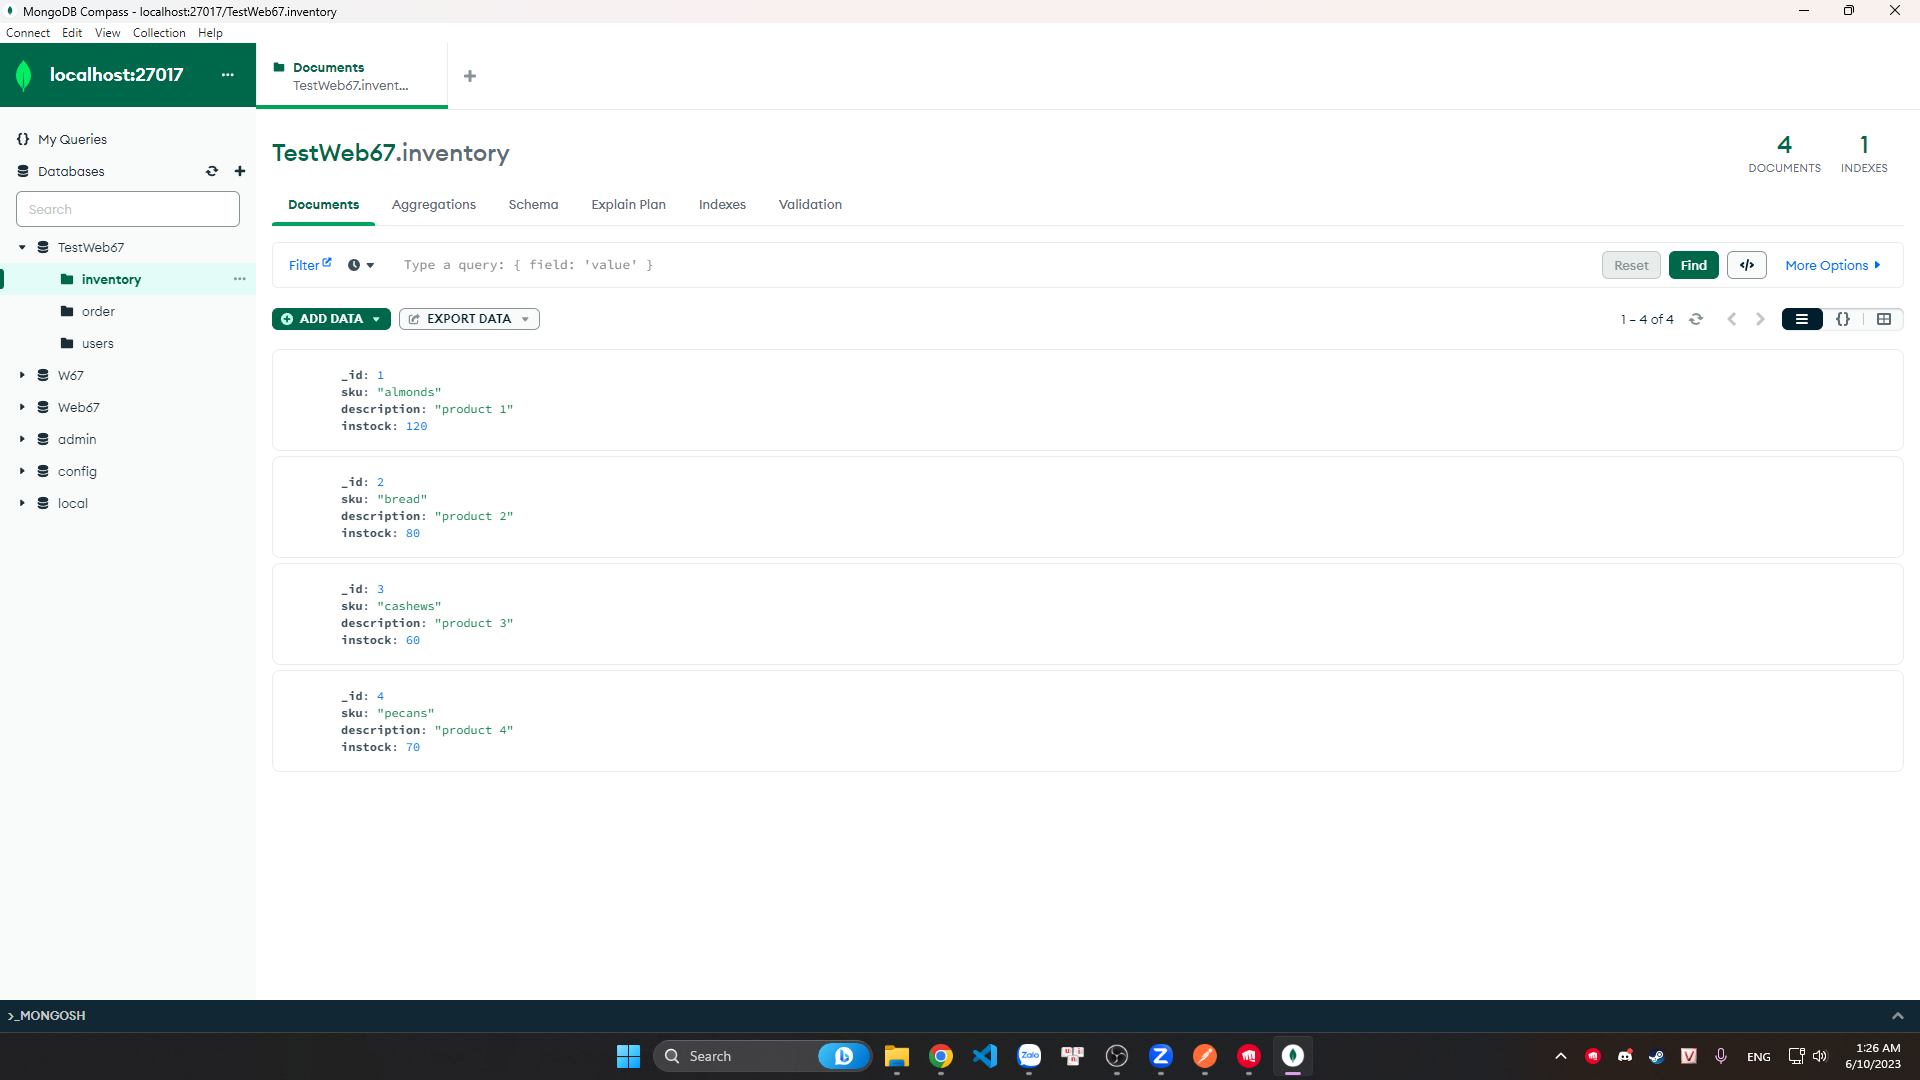 MongoDB Compass - localhost:27017/TestWeb67.inventory
Connect Edit View Collection Help
localhost:27017 ...
Documents
TestWeb67.invent...
My Queries
Databases
Search
TestWeb67
inventory
order
users
W67
Web67
admin
config
local
TestWeb67.inventory
4
DOCUMENTS
1
INDEXES
Documents Aggregations Schema Explain Plan Indexes Validation
Filter Type a query: { field: 'value' } Reset Find </> More Options
ADD DATA EXPORT DATA 1 – 4 of 4 {}
_id: 1
sku: "almonds"
description: "product 1"
instock: 120
_id: 2
sku: "bread"
description: "product 2"
instock: 80
_id: 3
sku: "cashews"
description: "product 3"
instock: 60
_id: 4
sku: "pecans"
description: "product 4"
instock: 70
>_MONGOSH
Search Zalo ENG 1:26 AM
6/10/2023